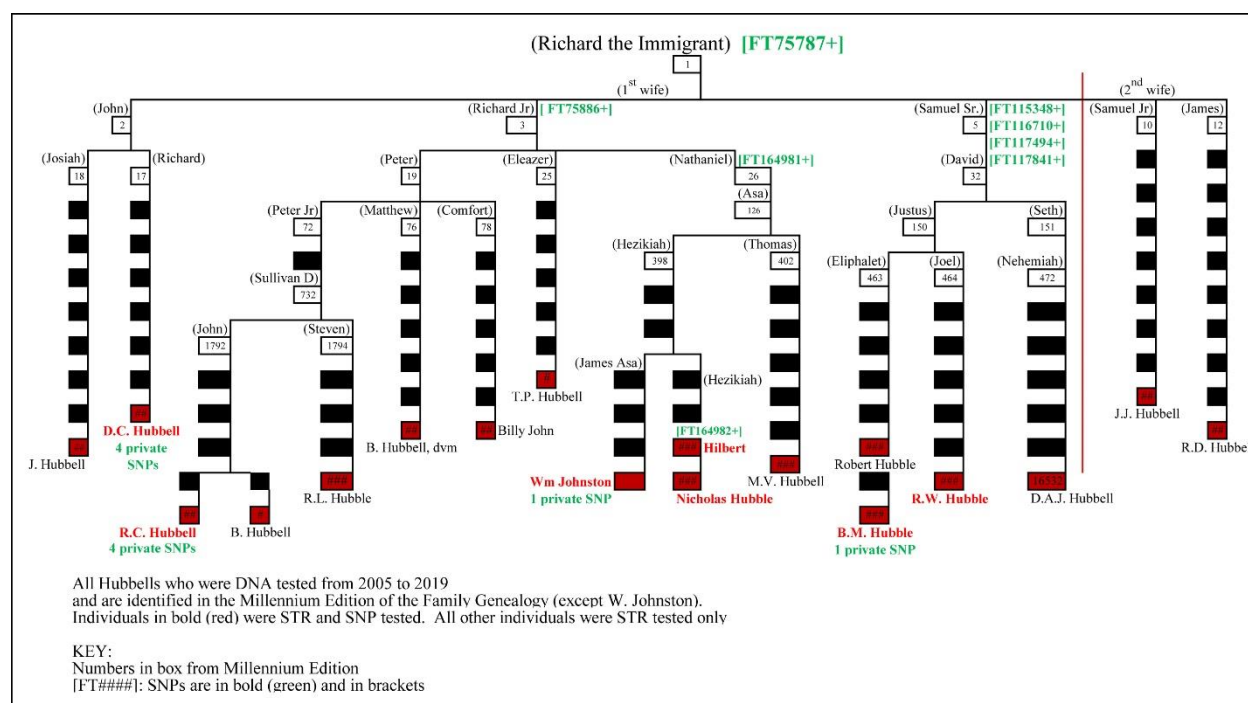 (Richard the Immigrant) [FT75787+]
1
(1st wife) (2nd wife)
(John) (Richard Jr) [ FT75886+] (Samuel Sr.) [FT115348+] (Samuel Jr) (James)
2 3 5 [FT116710+] 10 12
[FT117494+]
(Josiah) (Richard) (Peter) (Eleazer) (Nathaniel) [FT164981+] (David) [FT117841+]
18 17 19 25 26 32
(Asa)
126
(Peter Jr) (Matthew) (Comfort) (Justus) (Seth)
72 76 78 150 151
(Hezikiah) (Thomas)
398 402
(Eliphalet) (Joel) (Nehemiah)
463 464 472
(Sullivan D)
732
(John) (Steven)
1792 1794
(James Asa) (Hezikiah)
# T.P. Hubbell
## J.J. Hubbell
## D.C. Hubbell
4 private
SNPs
## B. Hubbell, dvm
## Billy John
## R.D. Hubbell
[FT164982+]
## J. Hubbell
### Hilbert
### Robert Hubble
### M.V. Hubbell
### R.L. Hubble
Wm Johnston
1 private SNP
### Nicholas Hubble
### R.W. Hubble
16532 D.A.J. Hubbell
## R.C. Hubbell
4 private SNPs
# B. Hubbell
### B.M. Hubble
1 private SNP
All Hubbells who were DNA tested from 2005 to 2019
and are identified in the Millennium Edition of the Family Genealogy (except W. Johnston).
Individuals in bold (red) were STR and SNP tested. All other individuals were STR tested only
KEY:
Numbers in box from Millennium Edition
[FT####]: SNPs are in bold (green) and in brackets